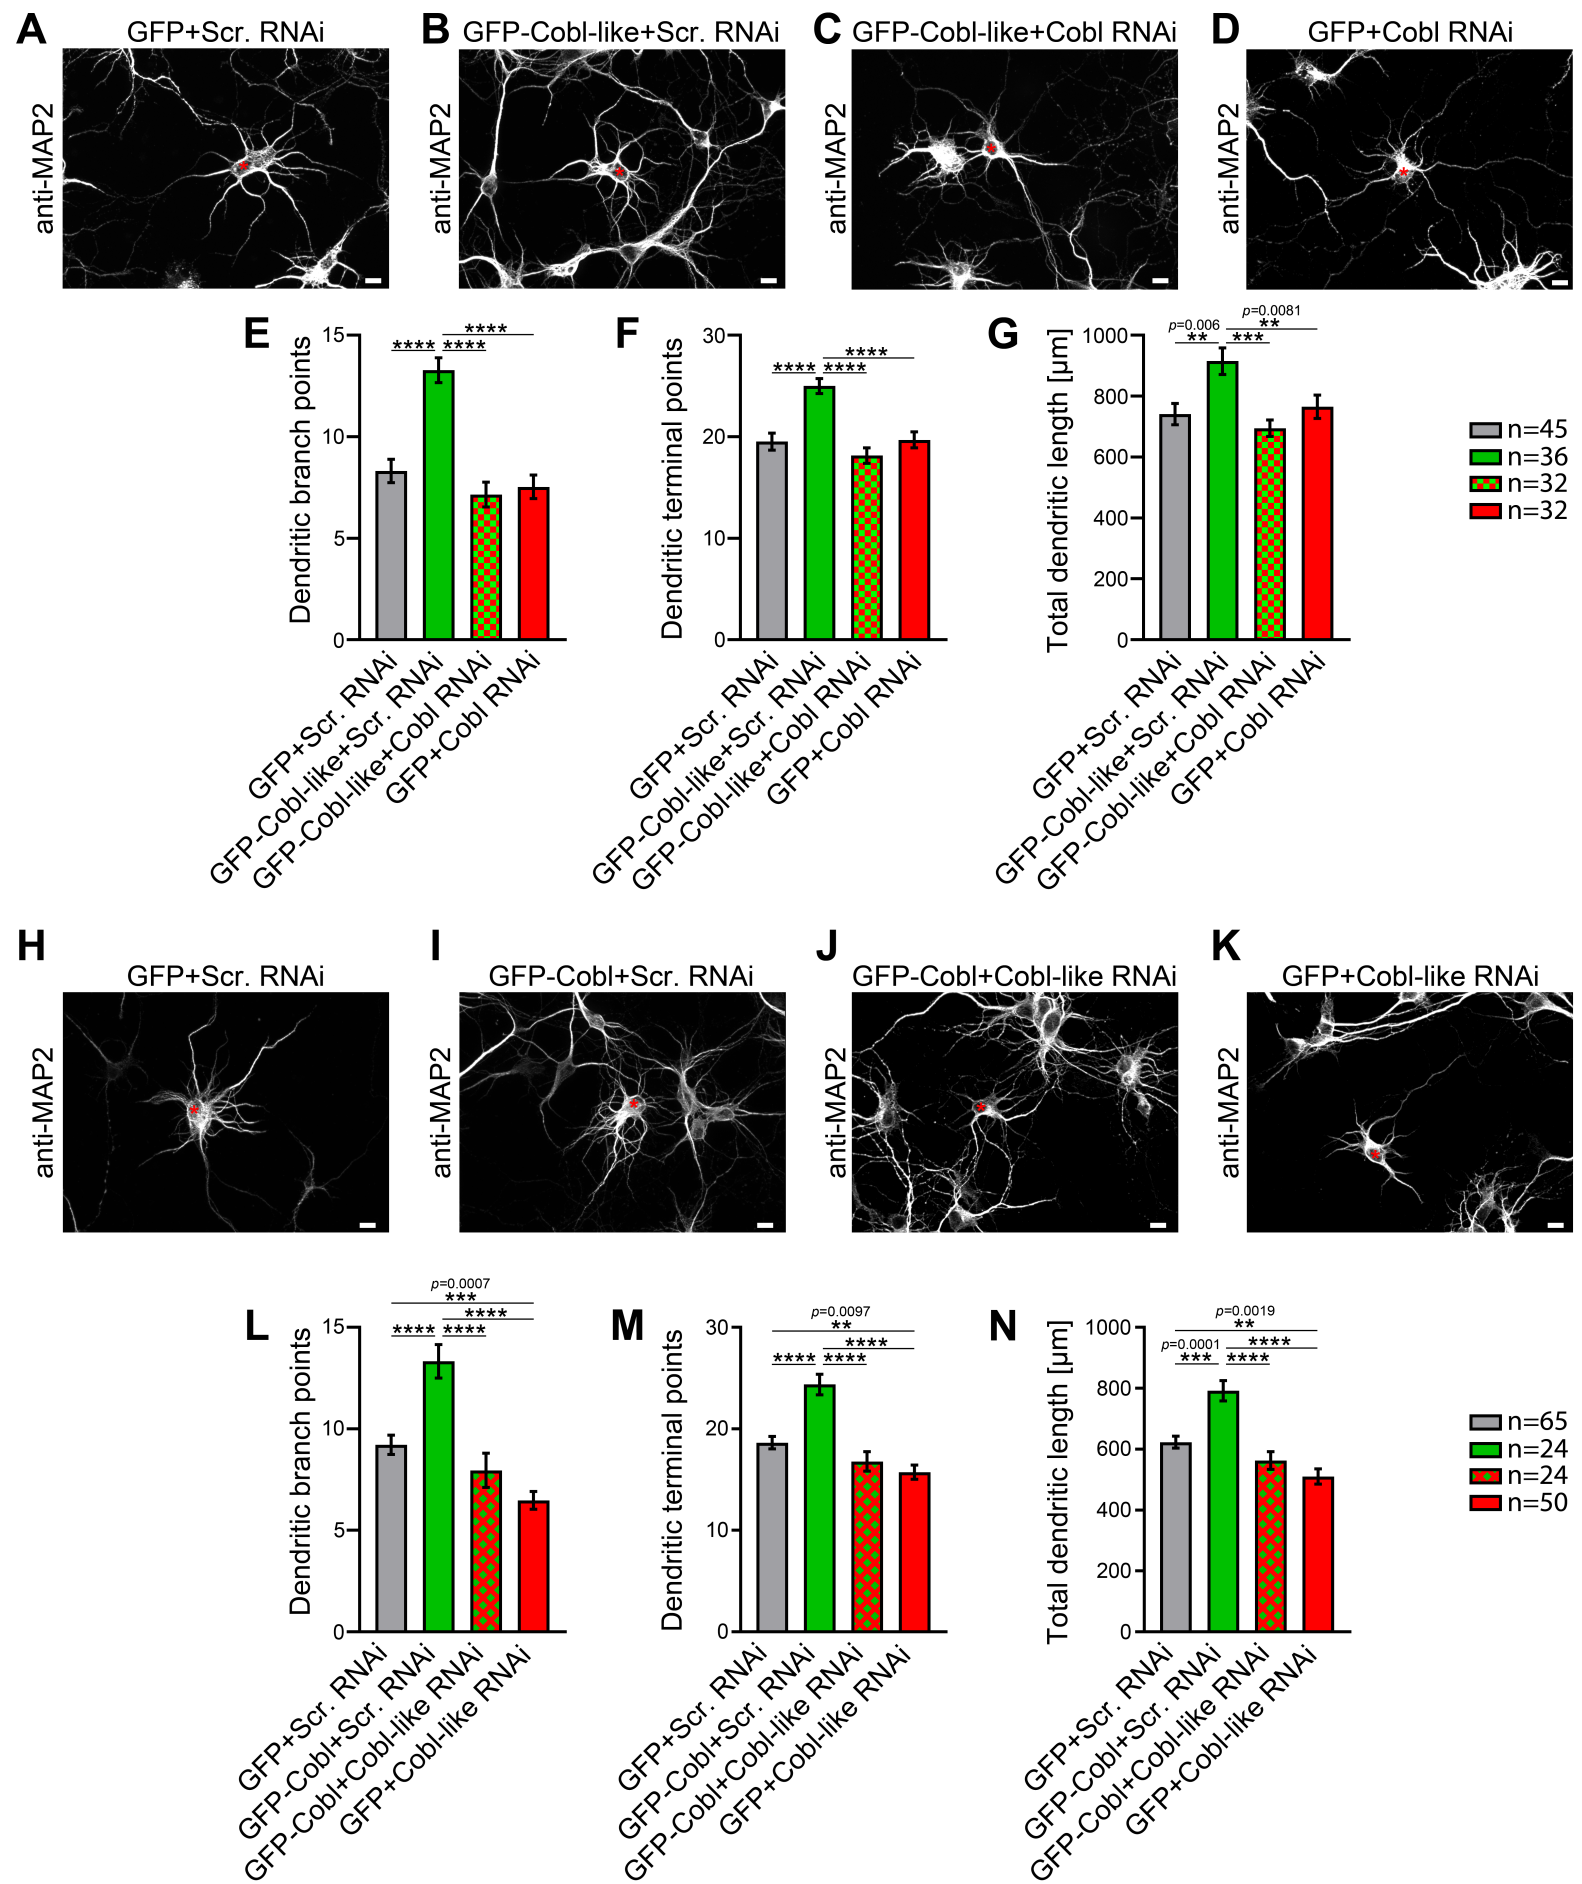 A GFP+Scr. RNAi
anti-MAP2
B GFP-Cobl-like+Scr. RNAi
anti-MAP2
C GFP-Cobl-like+Cobl RNAi
anti-MAP2
D GFP+Cobl RNAi
anti-MAP2
E
Dendritic branch points
15
10
5
0
****
**** ****
GFP+Scr. RNAi
GFP-Cobl-like+Scr. RNAi
GFP-Cobl-like+Cobl RNAi
GFP+Cobl RNAi
F
Dendritic terminal points
30
20
10
0
****
**** ****
GFP+Scr. RNAi
GFP-Cobl-like+Scr. RNAi
GFP-Cobl-like+Cobl RNAi
GFP+Cobl RNAi
G
Total dendritic length [µm]
1000
800
600
400
200
0
p=0.0081
p=0.006 **
** ***
GFP+Scr. RNAi
GFP-Cobl-like+Scr. RNAi
GFP-Cobl-like+Cobl RNAi
GFP+Cobl RNAi
n=45
n=36
n=32
n=32
H
GFP+Scr. RNAi
anti-MAP2
I
GFP-Cobl+Scr. RNAi
anti-MAP2
J
GFP-Cobl+Cobl-like RNAi
anti-MAP2
K
GFP+Cobl-like RNAi
anti-MAP2
L
Dendritic branch points
15
10
5
0
p=0.0007
***
****
**** ****
GFP+Scr. RNAi
GFP-Cobl+Scr. RNAi
GFP-Cobl+Cobl-like RNAi
GFP+Cobl-like RNAi
M
Dendritic terminal points
30
20
10
0
p=0.0097
**
****
**** ****
GFP+Scr. RNAi
GFP-Cobl+Scr. RNAi
GFP-Cobl+Cobl-like RNAi
GFP+Cobl-like RNAi
N
Total dendritic length [µm]
1000
800
600
400
200
0
p=0.0019
**
p=0.0001 ****
*** ****
GFP+Scr. RNAi
GFP-Cobl+Scr. RNAi
GFP-Cobl+Cobl-like RNAi
GFP+Cobl-like RNAi
n=65
n=24
n=24
n=50